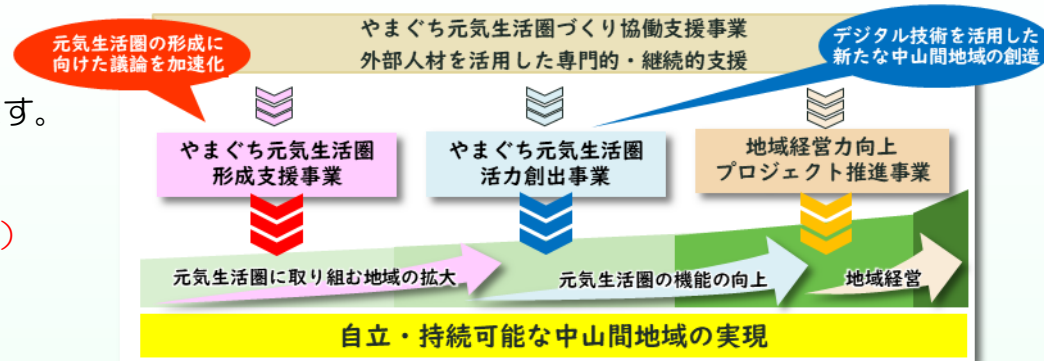 やまぐち元気生活圏づくり協働支援事業
外部人材を活用した専門的・継続的支援
元気生活圏の形成に
向けた議論を加速化
デジタル技術を活用した
新たな中山間地域の創造
す。
やまぐち元気生活圏
形成支援事業
やまぐち元気生活圏
活力創出事業
地域経営力向上
プロジェクト推進事業
）
元気生活圏に取り組む地域の拡大
元気生活圏の機能の向上
地域経営
自立・持続可能な中山間地域の実現